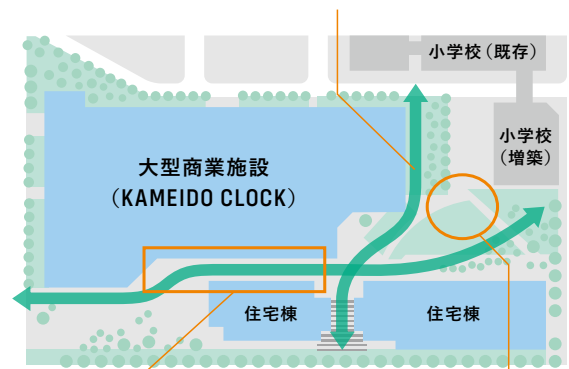 小学校（既存）
小学校
（増築）
大型商業施設
（KAMEIDO CLOCK）
住宅棟
住宅棟